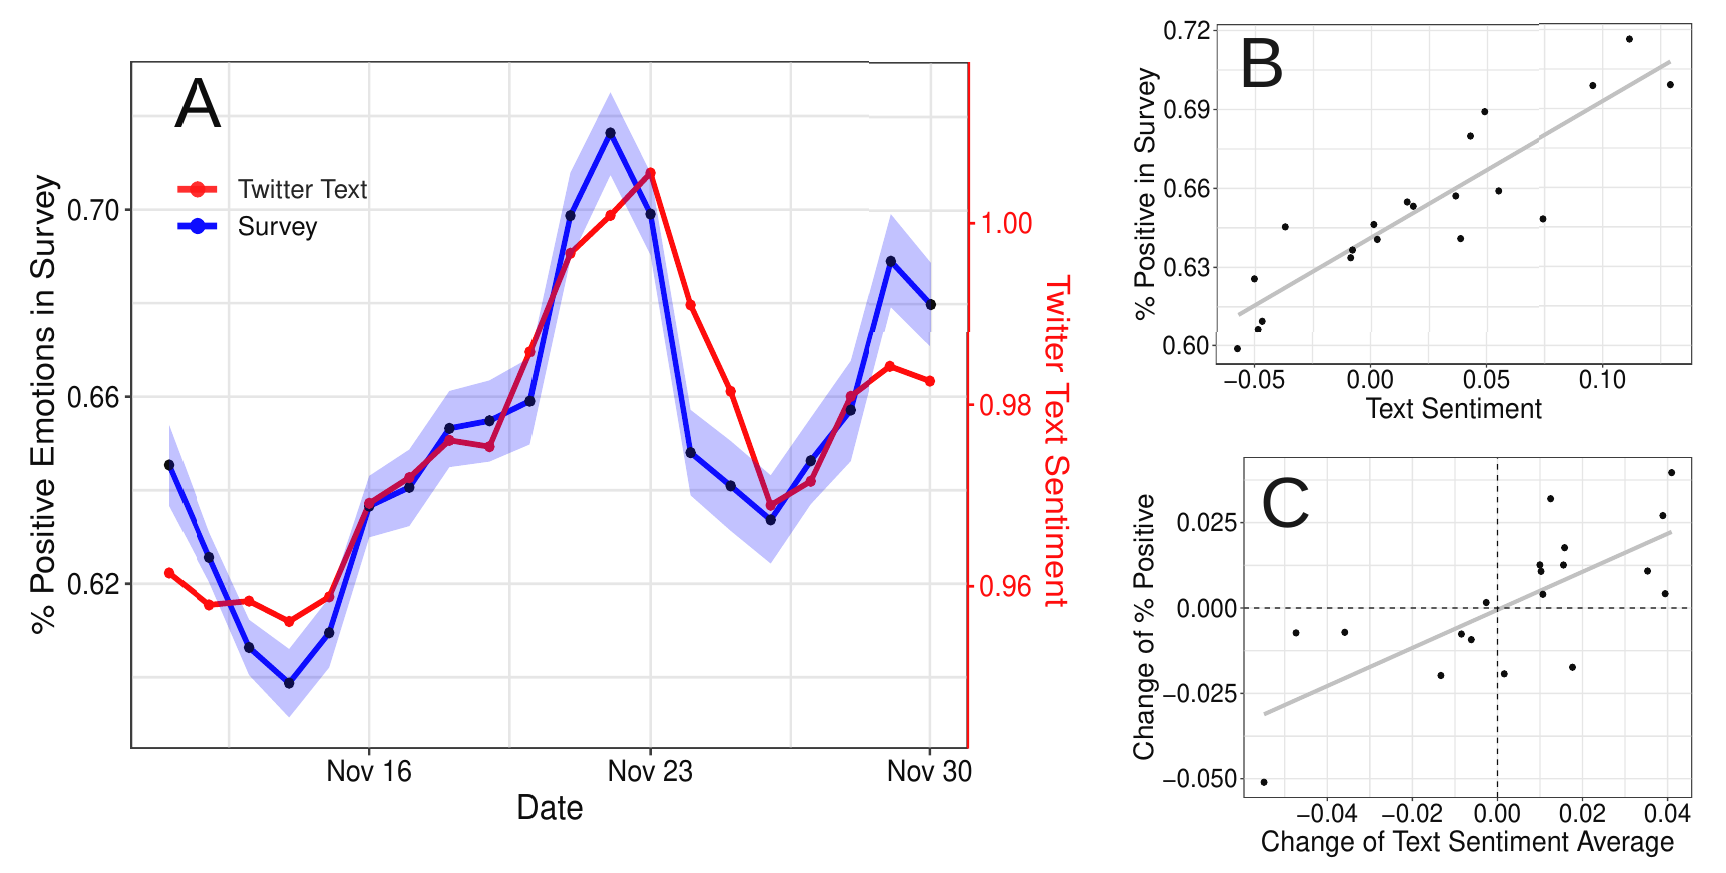 A
Twitter Text
Survey
% Positive Emotions in Survey
0.70
0.66
0.62
Nov 16
Nov 23
Nov 30
Date
1.00
0.98
0.96
Twitter Text Sentiment
B
% Positive in Survey
0.72
0.69
0.66
0.63
0.60
−0.05
0.00
0.05
0.10
Text Sentiment
C
Change of % Positive
0.025
0.000
−0.025
−0.050
−0.04
−0.02
0.00
0.02
0.04
Change of Text Sentiment Average